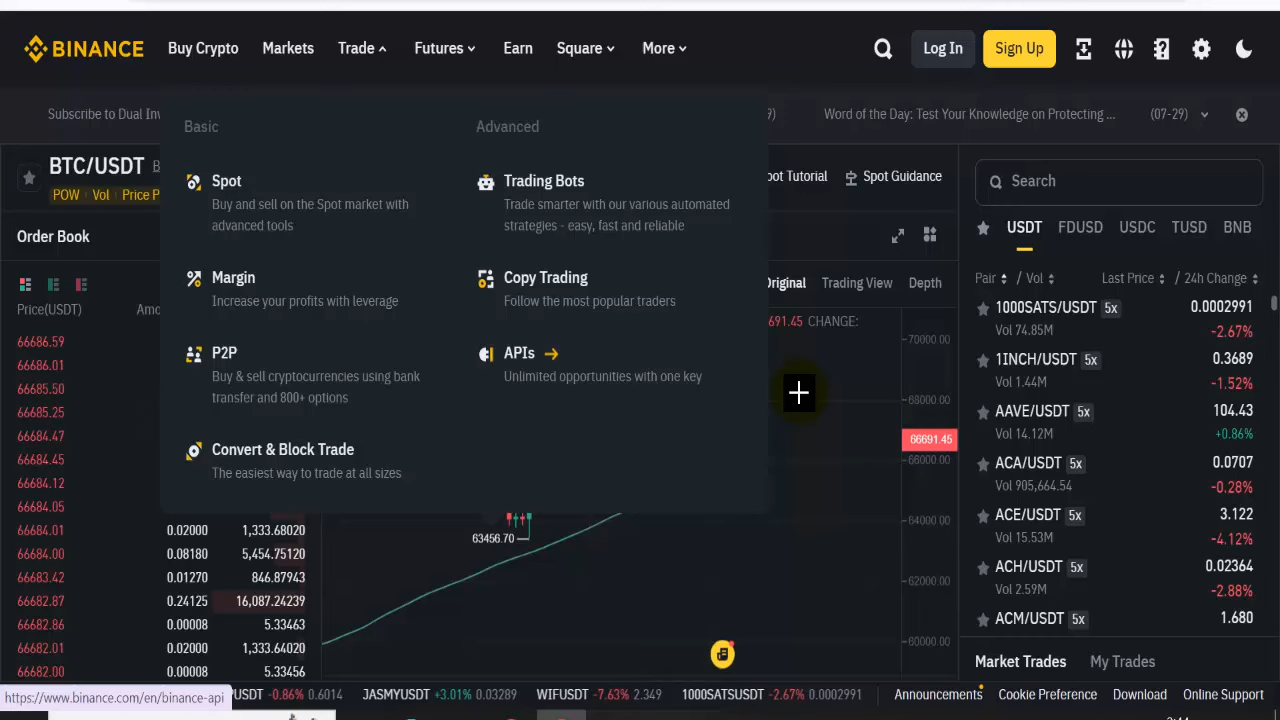 BINANCE
Buy Crypto
Markets
Trade
Futures
Earn
Square
More
Log In
Sign Up
Subscribe to Dual Inv
Word of the Day: Test Your Knowledge on Protecting ...
(07-29)
Basic
Advanced
BTC/USDT
POW
Vol
Price P
Spot
Buy and sell on the Spot market with
advanced tools
Margin
Increase your profits with leverage
P2P
Buy & sell cryptocurrencies using bank
transfer and 800+ options
Convert & Block Trade
The easiest way to trade at all sizes
Trading Bots
Trade smarter with our various automated
strategies - easy, fast and reliable
Copy Trading
Follow the most popular traders
APIs →
Unlimited opportunities with one key
pot Tutorial
Spot Guidance
Order Book
Price(USDT)
Amo
66686.59
66686.01
66685.50
66685.25
66684.47
66684.45
66684.12
66684.05
66684.01 0.02000 1,333.68020
66684.00 0.08180 5,454.75120
66683.42 0.01270 846.87943
66682.87 0.24125 16,087.24239
66682.86 0.00008 5.33463
66682.01 0.02000 1,333.64020
66682.00 0.00008 5.33456
Original
Trading View
Depth
691.45 CHANGE:
70000.00
68000.00
66691.45
66000.00
64000.00
62000.00
60000.00
63456.70
Search
USDT
FDUSD
USDC
TUSD
BNB
Pair / Vol
Last Price / 24h Change
1000SATS/USDT 5x 0.0002991
Vol 74.85M -2.67%
1INCH/USDT 5x 0.3689
Vol 1.44M -1.52%
AAVE/USDT 5x 104.43
Vol 14.12M +0.86%
ACA/USDT 5x 0.0707
Vol 905,664.54 -0.28%
ACE/USDT 5x 3.122
Vol 15.53M -4.12%
ACH/USDT 5x 0.02364
Vol 2.59M -2.88%
ACM/USDT 5x 1.680
Market Trades
My Trades
https://www.binance.com/en/binance-api
USDT -0.86% 0.6014
JASMYUSDT +3.01% 0.03289
WIFUSDT -7.63% 2.349
1000SATSUSDT -2.67% 0.0002991
Announcements
Cookie Preference
Download
Online Support